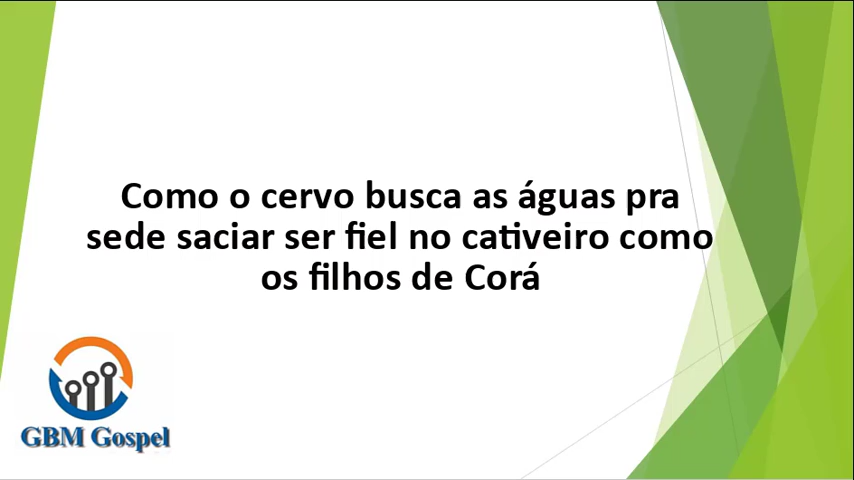 Como o cervo busca as águas pra
sede saciar ser fiel no cativeiro como
os filhos de Corá
GBM Gospel